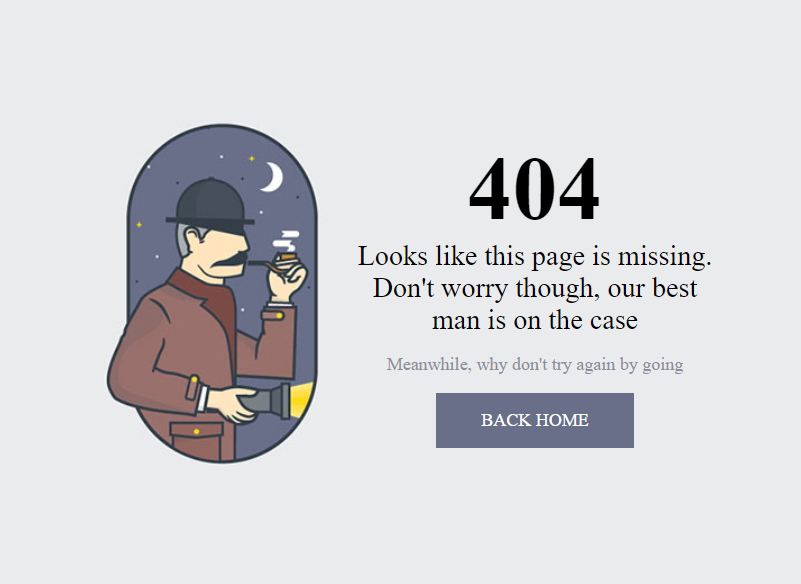 404
Looks like this page is missing.
Don't worry though, our best
man is on the case
Meanwhile, why don't try again by going
BACK HOME